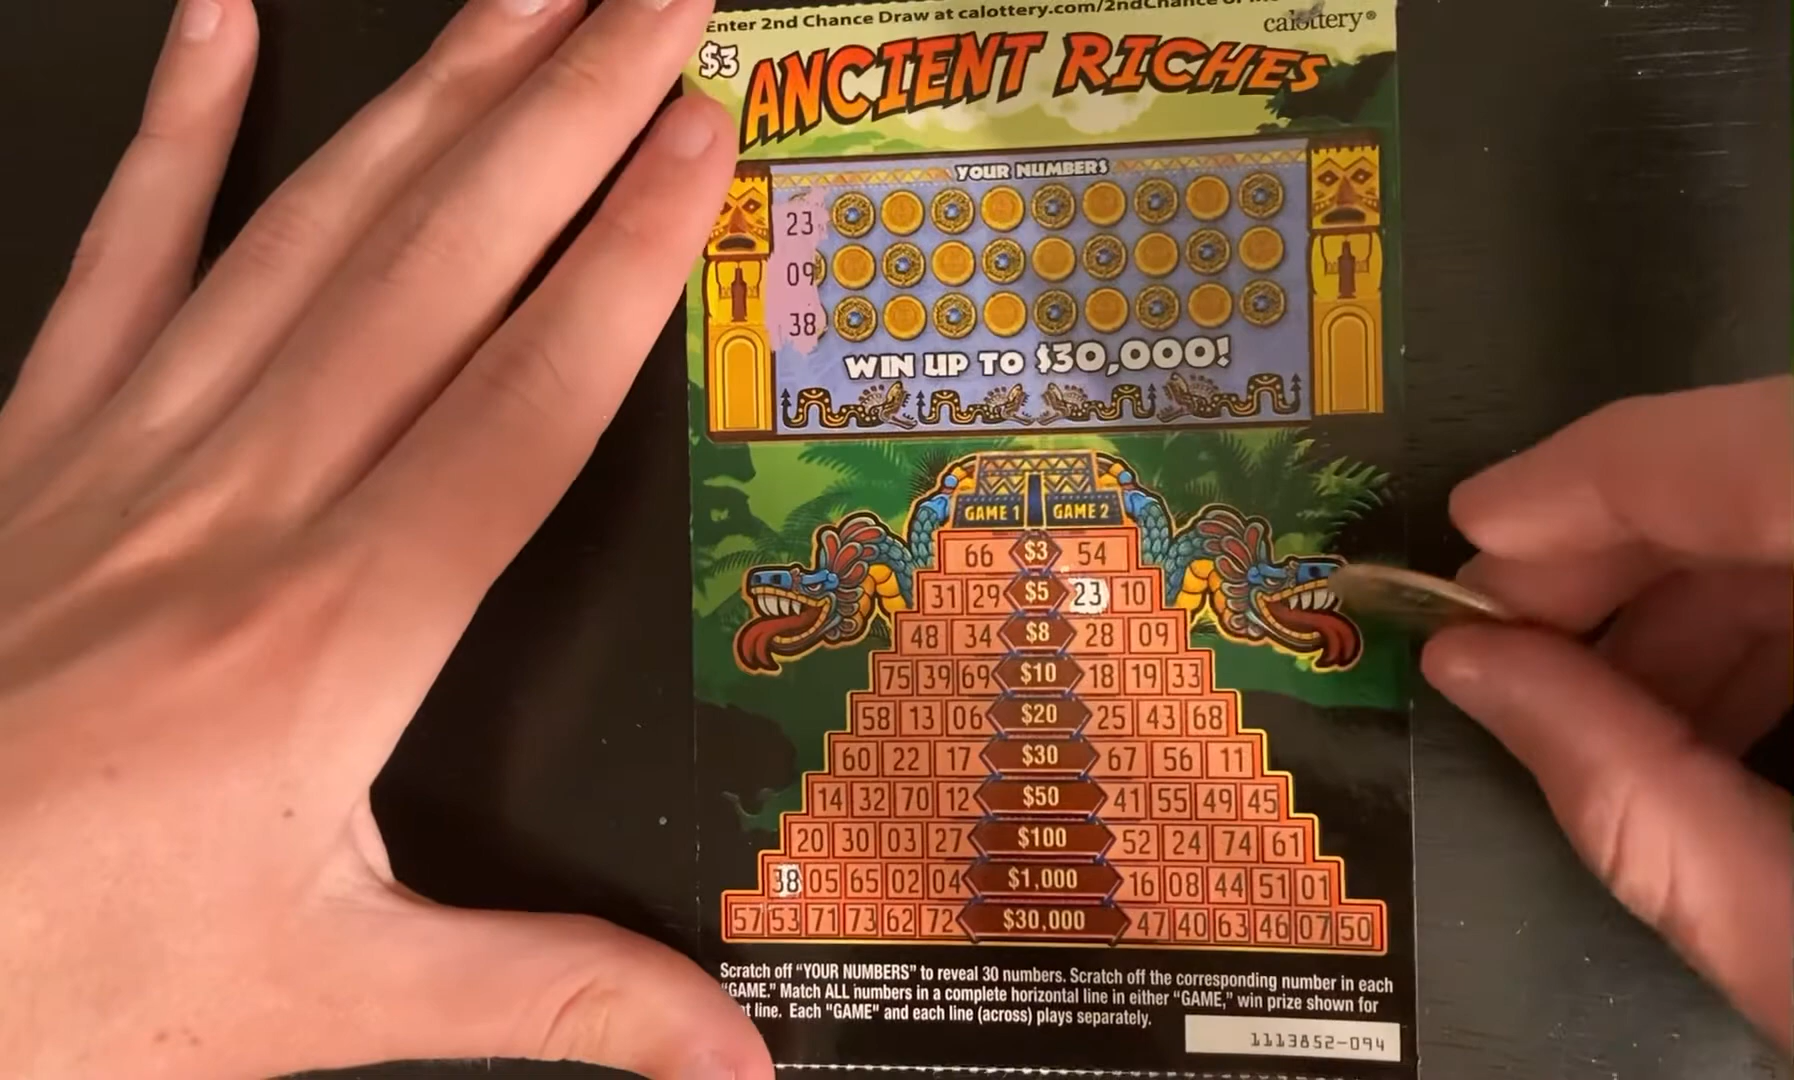 Enter 2nd Chance Draw at calottery.com/2ndChance or
calottery®
$3
ANCIENT RICHES
YOUR NUMBERS
23
09
38
WIN UP TO $30,000!
GAME 1 GAME 2
66 $3 54
31 29 $5 23 10
48 34 $8 28 09
75 39 69 $10 18 19 33
58 13 06 $20 25 43 68
60 22 17 $30 67 56 11
14 32 70 12 $50 41 55 49 45
20 30 03 27 $100 52 24 74 61
38 05 65 02 04 $1,000 16 08 44 51 01
57 53 71 73 62 72 $30,000 47 40 63 46 07 50
Scratch off “YOUR NUMBERS” to reveal 30 numbers. Scratch off the corresponding number in each
“GAME.” Match ALL numbers in a complete horizontal line in either “GAME,” win prize shown for
line. Each "GAME" and each line (across) plays separately.
1113852-094